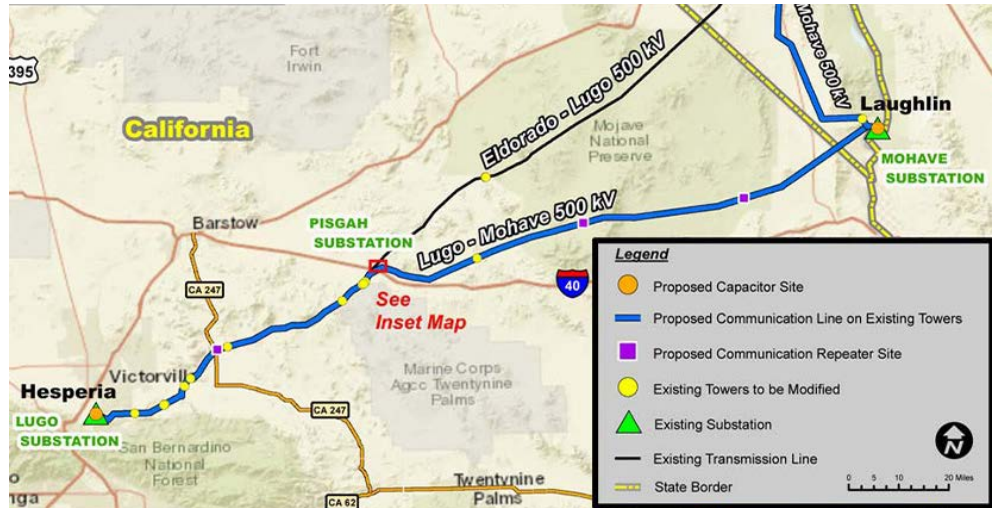 Fort
Irwin
395
California
Eldorado - Lugo 500 kV
Mohave 500 kV
Laughlin
Mojave
National
Preserve
MOHAVE
SUBSTATION
Barstow
PISGAH
SUBSTATION
Lugo - Mohave 500 kV
CA 247
40
See
Inset Map
Hesperia
Victorvill
Marine Corps
Agcc Twentynine
Palms
LUGO
SUBSTATION
CA 247
San Bernardino
National
Forest
Twentynine
Palms
CA 62
o
nga
Legend
Proposed Capacitor Site
Proposed Communication Line on Existing Towers
Proposed Communication Repeater Site
Existing Towers to be Modified
Existing Substation
Existing Transmission Line
State Border
N
0 5 10 20 Miles